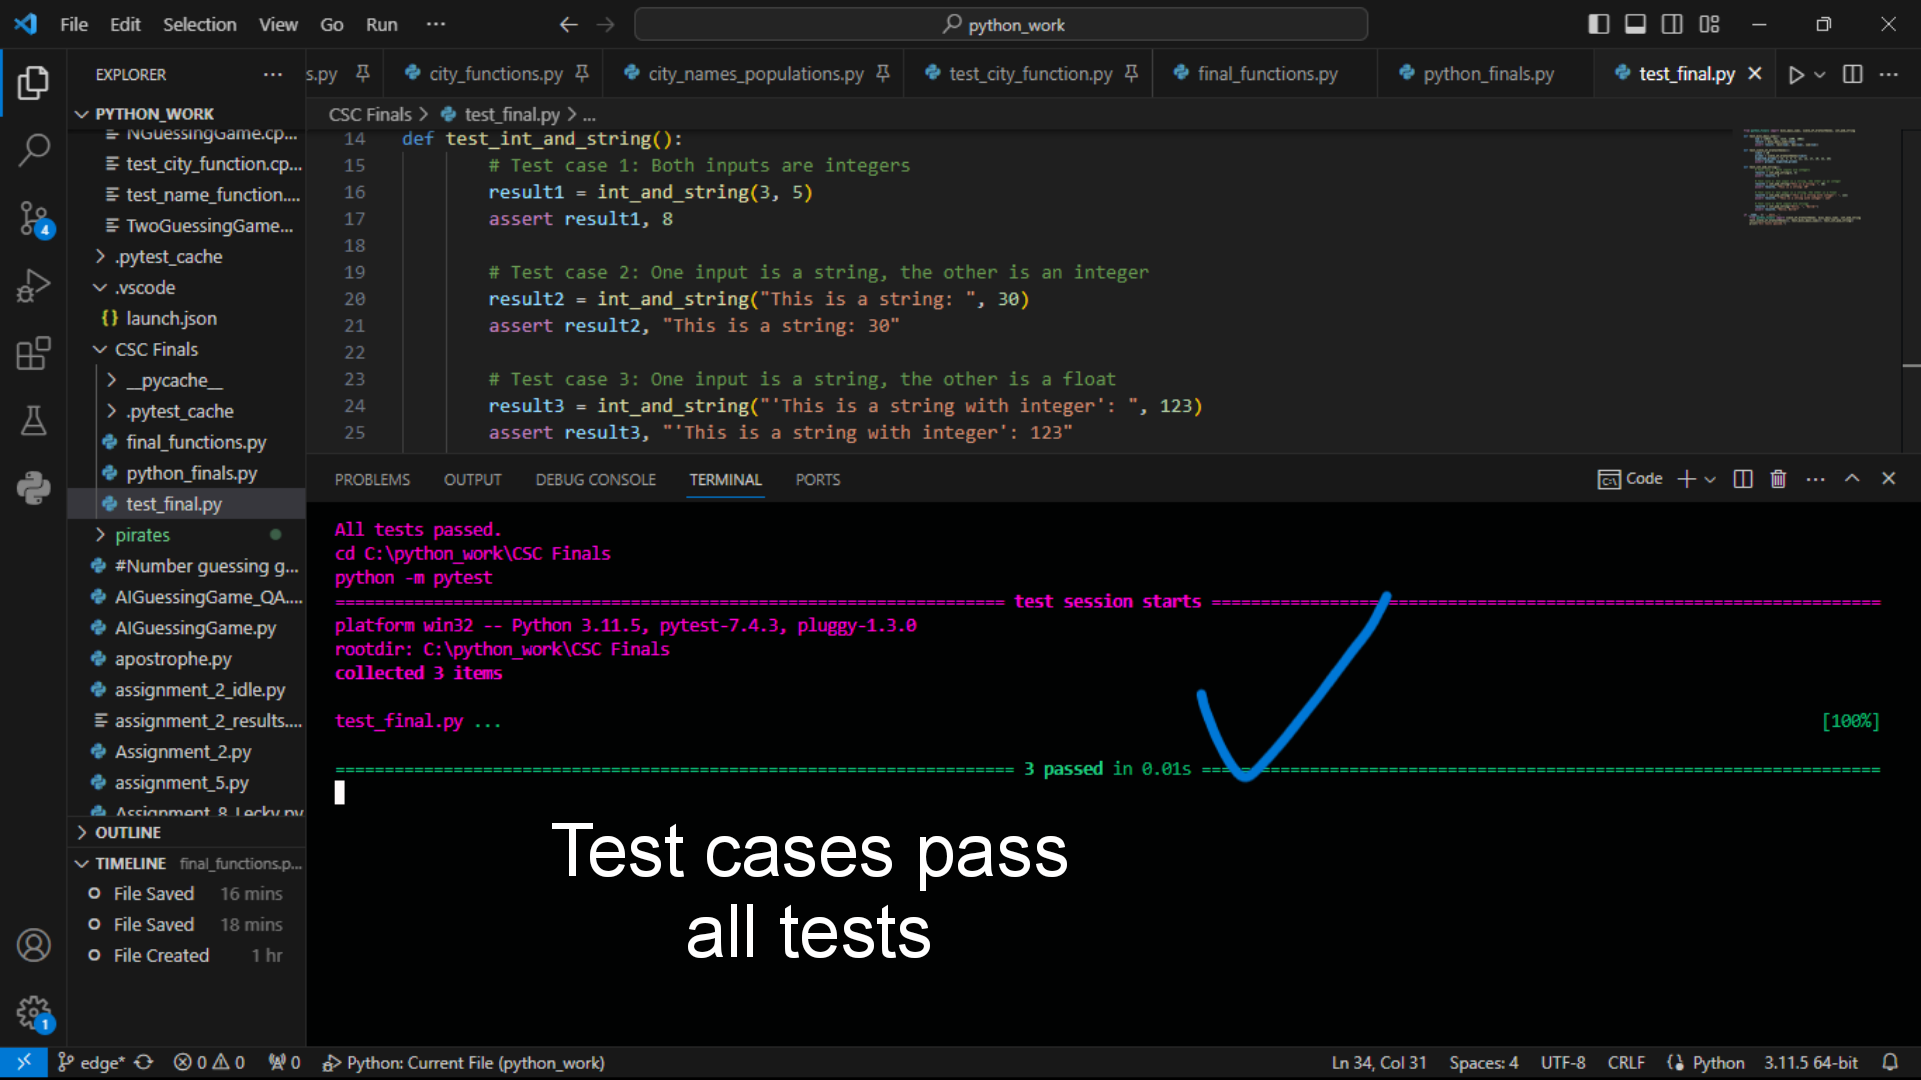 File Edit Selection View Go Run ... python_work
EXPLORER ... s.py city_functions.py city_names_populations.py test_city_function.py final_functions.py python_finals.py test_final.py
PYTHON_WORK
NGuessingGame.cp...
test_city_function.cp...
test_name_function....
TwoGuessingGame...
.pytest_cache
.vscode
{} launch.json
CSC Finals
__pycache__
.pytest_cache
final_functions.py
python_finals.py
test_final.py
pirates
#Number guessing g...
AIGuessingGame_QA....
AIGuessingGame.py
apostrophe.py
assignment_2_idle.py
assignment_2_results....
Assignment_2.py
assignment_5.py
Assignment_8_Lecky.py
OUTLINE
TIMELINE final_functions.p...
File Saved 16 mins
File Saved 18 mins
File Created 1 hr
4
1
CSC Finals > test_final.py > ...
14 def test_int_and_string():
15 # Test case 1: Both inputs are integers
16 result1 = int_and_string(3, 5)
17 assert result1, 8
18
19 # Test case 2: One input is a string, the other is an integer
20 result2 = int_and_string("This is a string: ", 30)
21 assert result2, "This is a string: 30"
22
23 # Test case 3: One input is a string, the other is a float
24 result3 = int_and_string("'This is a string with integer': ", 123)
25 assert result3, "'This is a string with integer': 123"
PROBLEMS OUTPUT DEBUG CONSOLE TERMINAL PORTS Code
All tests passed.
cd C:\python_work\CSC Finals
python -m pytest
test session starts
platform win32 -- Python 3.11.5, pytest-7.4.3, pluggy-1.3.0
rootdir: C:\python_work\CSC Finals
collected 3 items
test_final.py ... [100%]
3 passed in 0.01s
Test cases pass
all tests
edge* 0 0 0 Python: Current File (python_work) Ln 34, Col 31 Spaces: 4 UTF-8 CRLF Python 3.11.5 64-bit